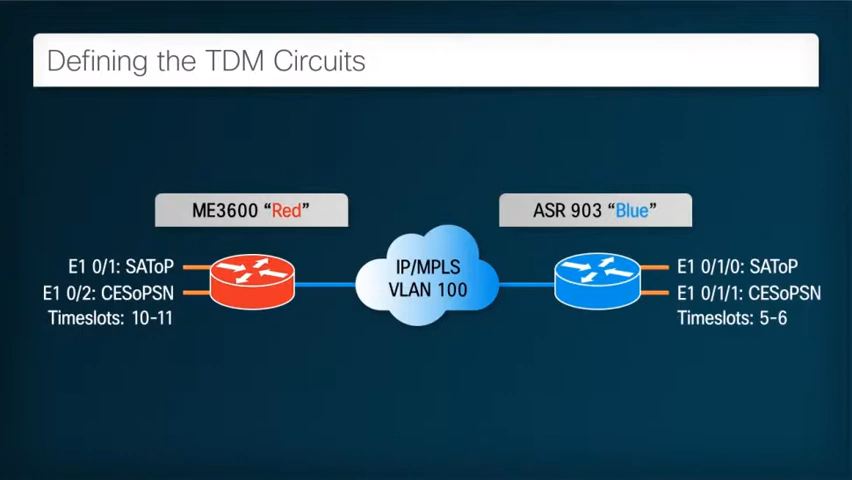 Defining the TDM Circuits
ME3600 “Red”
ASR 903 “Blue”
E1 0/1: SAToP
E1 0/2: CESoPSN
Timeslots: 10-11
IP/MPLS
VLAN 100
E1 0/1/0: SAToP
E1 0/1/1: CESoPSN
Timeslots: 5-6